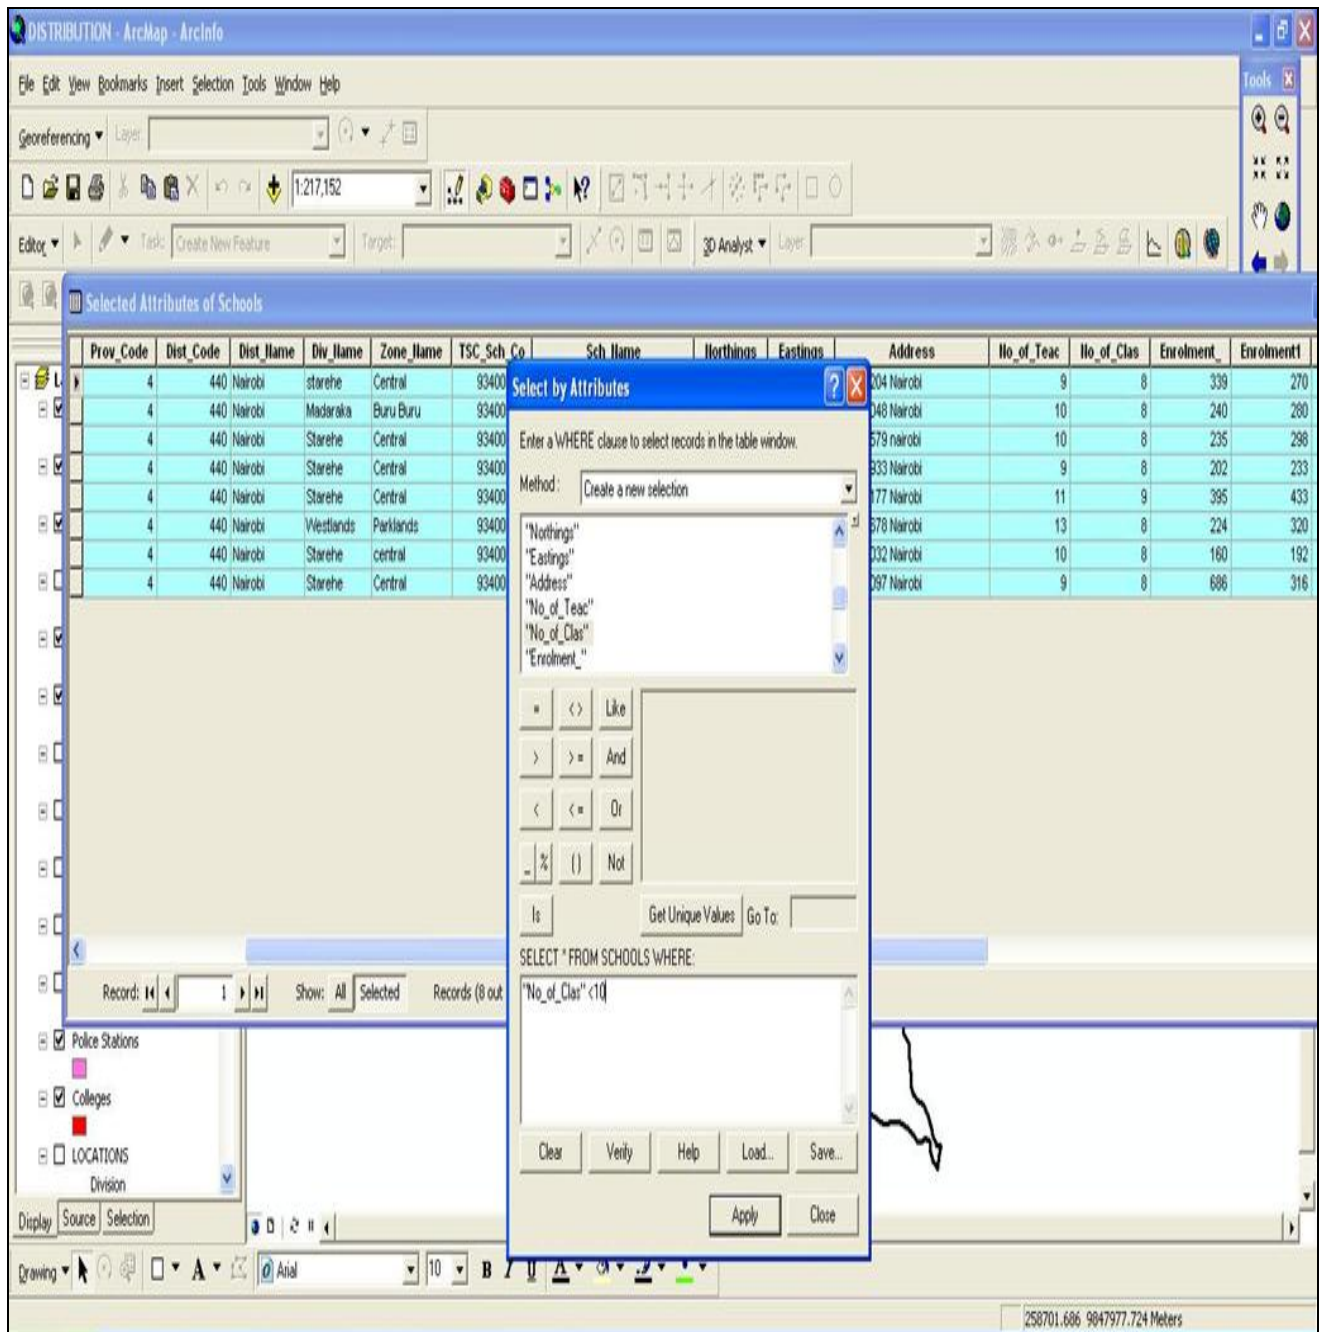 DISTRIBUTION - ArcMap - ArcInfo
File Edit View Bookmarks Insert Selection Tools Window Help
Tools
Georeferencing Layer:
1:217,152
Editor Task: Create New Feature Target: 3D Analyst Layer:
Selected Attributes of Schools
Prov_Code Dist_Code Dist_Name Div_Name Zone_Name TSC_Sch_Co Sch_Name Northings Eastings Address No_of_Teac No_of_Clas Enrolment_ Enrolment1
4 440 Nairobi starehe Central 93400 204 Nairobi 9 8 339 270
4 440 Nairobi Madaraka Buru Buru 93400 048 Nairobi 10 8 240 280
4 440 Nairobi Starehe Central 93400 579 nairobi 10 8 235 298
4 440 Nairobi Starehe Central 93400 933 Nairobi 9 8 202 233
4 440 Nairobi Starehe Central 93400 177 Nairobi 11 9 395 433
4 440 Nairobi Westlands Parklands 93400 578 Nairobi 13 8 224 320
4 440 Nairobi Starehe central 93400 032 Nairobi 10 8 160 192
4 440 Nairobi Starehe Central 93400 097 Nairobi 9 8 686 316
Select by Attributes
Enter a WHERE clause to select records in the table window.
Method: Create a new selection
"Northings"
"Eastings"
"Address"
"No_of_Teac"
"No_of_Clas"
"Enrolment_"
= <> Like
> >= And
< <= Or
_ % () Not
Is Get Unique Values Go To:
SELECT * FROM SCHOOLS WHERE:
"No_of_Clas" <10
Clear Verify Help Load... Save...
Apply Close
Record: 1 Show: All Selected Records (8 out
Police Stations
Colleges
LOCATIONS
Division
Display Source Selection
Drawing A Arial 10 B I U A
258701.686 9847977.724 Meters